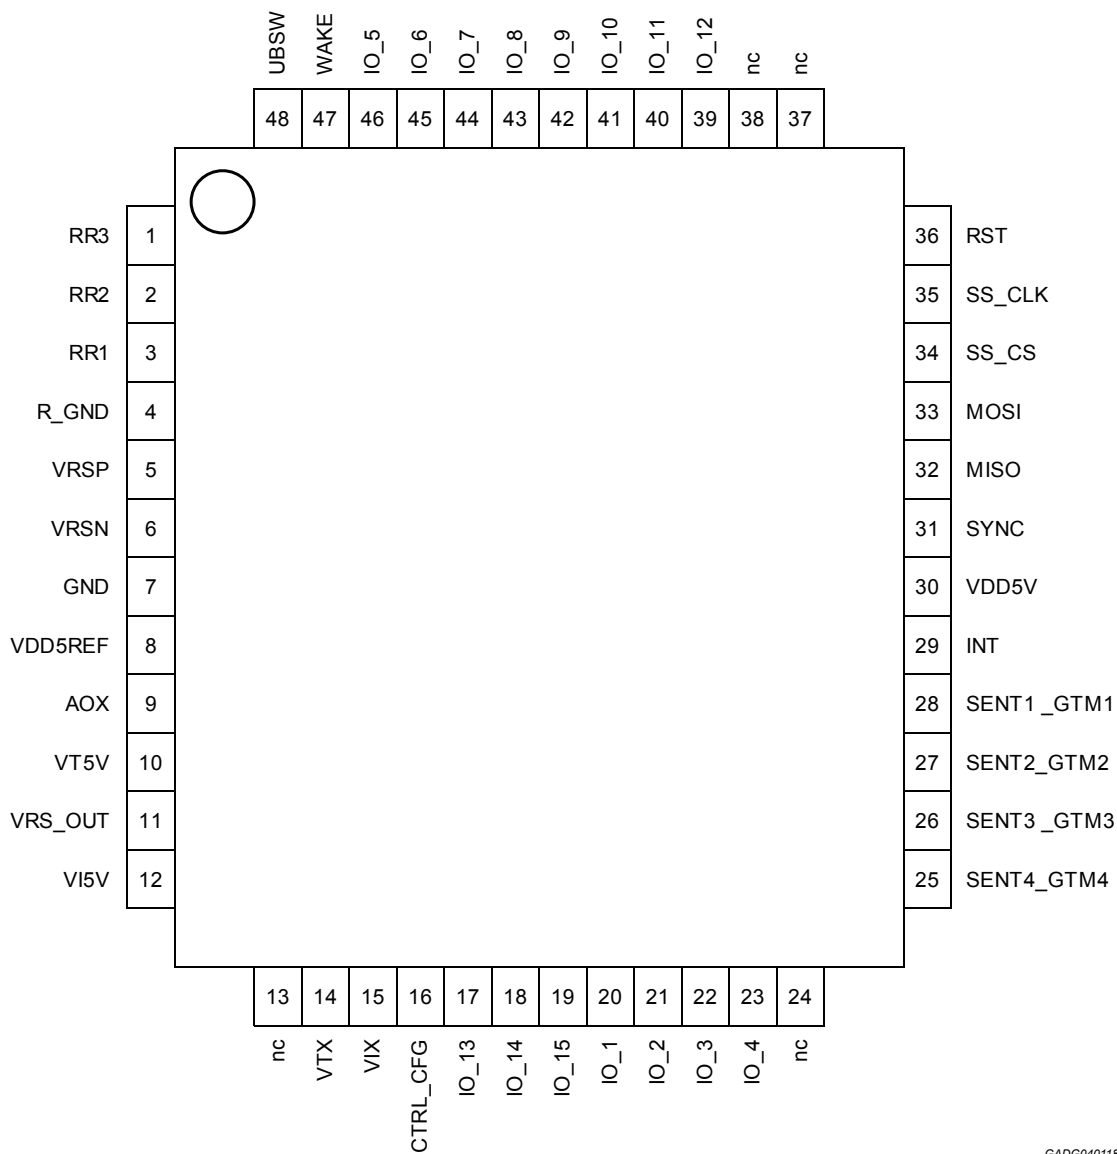 UBSW
WAKE
IO_5
IO_6
IO_7
IO_8
IO_9
IO_10
IO_11
IO_12
nc
nc
48 47 46 45 44 43 42 41 40 39 38 37
RR3 1
RR2 2
RR1 3
R_GND 4
VRSP 5
VRSN 6
GND 7
VDD5REF 8
AOX 9
VT5V 10
VRS_OUT 11
VI5V 12
36 RST
35 SS_CLK
34 SS_CS
33 MOSI
32 MISO
31 SYNC
30 VDD5V
29 INT
28 SENT1 _GTM1
27 SENT2_GTM2
26 SENT3 _GTM3
25 SENT4_GTM4
13 14 15 16 17 18 19 20 21 22 23 24
nc
VTX
VIX
CTRL_CFG
IO_13
IO_14
IO_15
IO_1
IO_2
IO_3
IO_4
nc